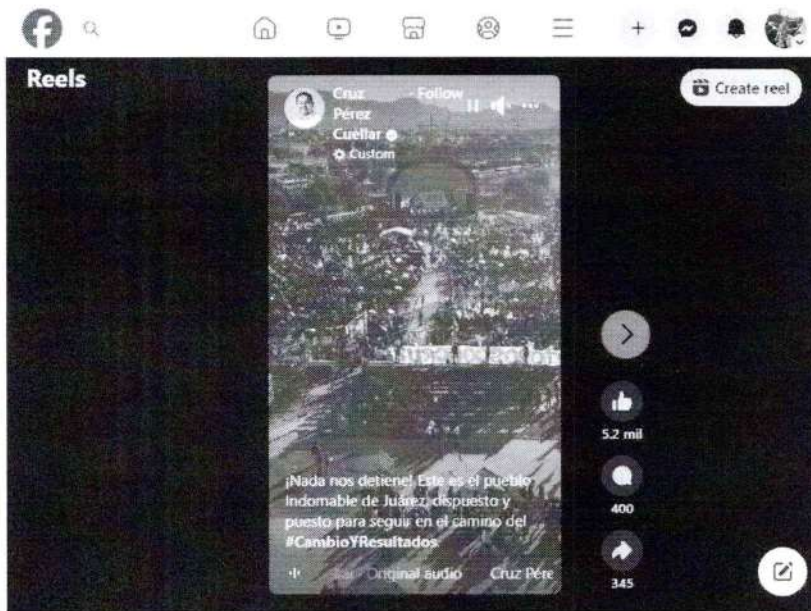 Reels
Create reel
Cruz
Pérez
Cuellar
· Follow
Custom
¡Nada nos detiene! Este es el pueblo
Indomable de Juárez, dispuesto y
puesto para seguir en el camino del
#CambioYResultados
Original audio
Cruz Pére
5.2 mil
400
345